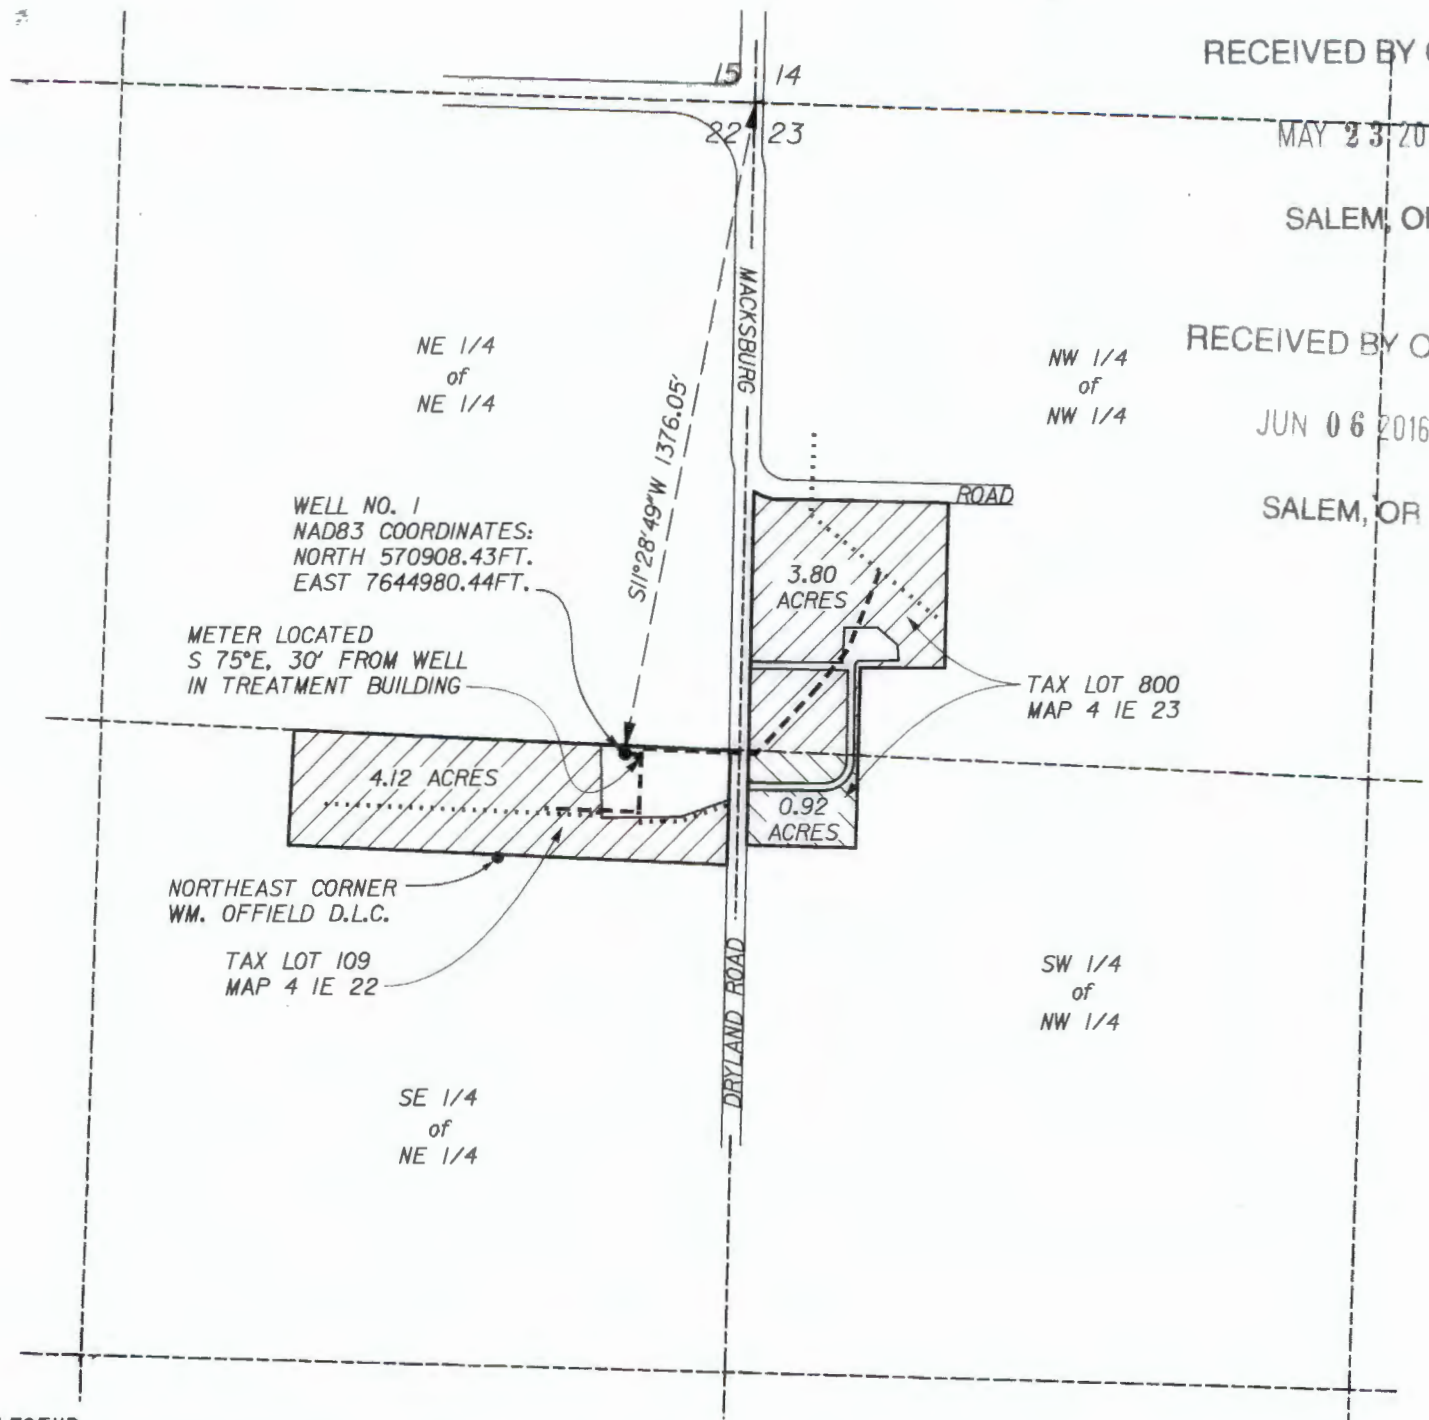 RECEIVED BY
15 14
22 23
MAY 23 20
SALEM,
MACKSBURG
NE 1/4
of
NE 1/4
NW 1/4
of
NW 1/4
RECEIVED BY
JUN 06 2016
SALEM, OR
S11°28'49"W 1376.05'
ROAD
WELL NO. 1
NAD83 COORDINATES:
NORTH 570908.43FT.
EAST 7644980.44FT.
3.80
ACRES
METER LOCATED
S 75°E, 30' FROM WELL
IN TREATMENT BUILDING
TAX LOT 800
MAP 4 1E 23
4.12 ACRES
0.92
ACRES
NORTHEAST CORNER
WM. OFFIELD D.L.C.
TAX LOT 109
MAP 4 1E 22
DRYLAND ROAD
SW 1/4
of
NW 1/4
SE 1/4
of
NE 1/4